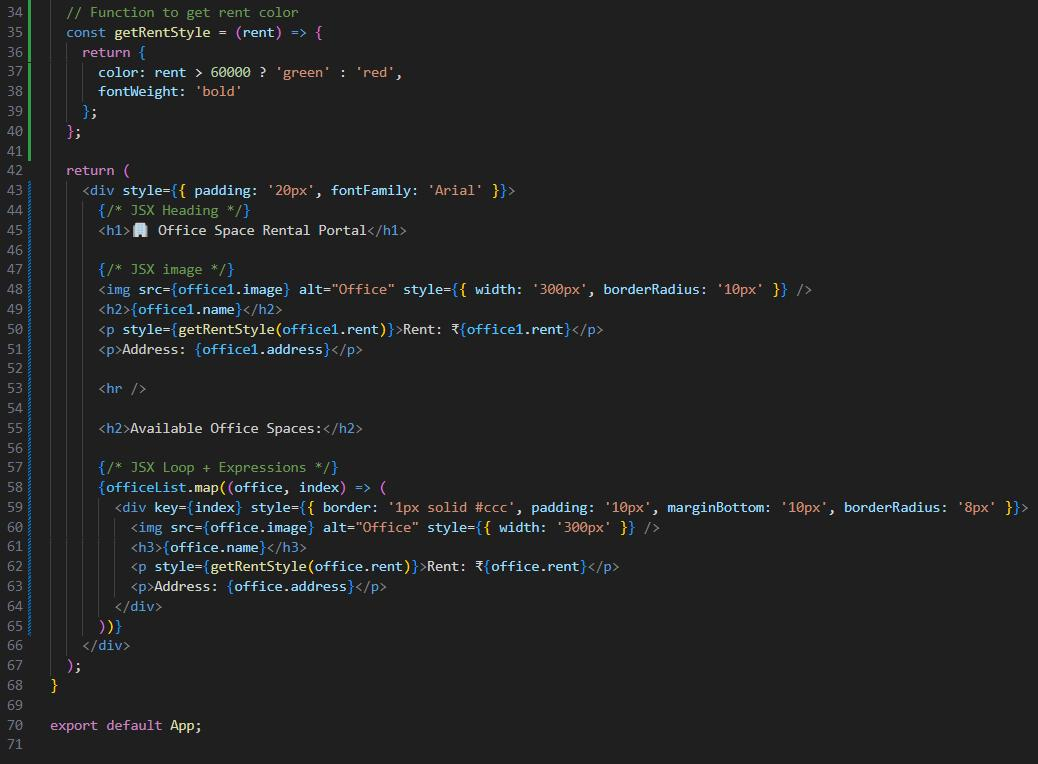 34 // Function to get rent color
35 const getRentStyle = (rent) => {
36 return {
37 color: rent > 60000 ? 'green' : 'red',
38 fontWeight: 'bold'
39 };
40 };
41
42 return (
43 <div style={{ padding: '20px', fontFamily: 'Arial' }}>
44 {/* JSX Heading */}
45 <h1>🏢 Office Space Rental Portal</h1>
46
47 {/* JSX image */}
48 <img src={office1.image} alt="Office" style={{ width: '300px', borderRadius: '10px' }} />
49 <h2>{office1.name}</h2>
50 <p style={getRentStyle(office1.rent)}>Rent: ₹{office1.rent}</p>
51 <p>Address: {office1.address}</p>
52
53 <hr />
54
55 <h2>Available Office Spaces:</h2>
56
57 {/* JSX Loop + Expressions */}
58 {officeList.map((office, index) => (
59 <div key={index} style={{ border: '1px solid #ccc', padding: '10px', marginBottom: '10px', borderRadius: '8px' }}>
60 <img src={office.image} alt="Office" style={{ width: '300px' }} />
61 <h3>{office.name}</h3>
62 <p style={getRentStyle(office.rent)}>Rent: ₹{office.rent}</p>
63 <p>Address: {office.address}</p>
64 </div>
65 ))}
66 </div>
67 );
68 }
69
70 export default App;
71